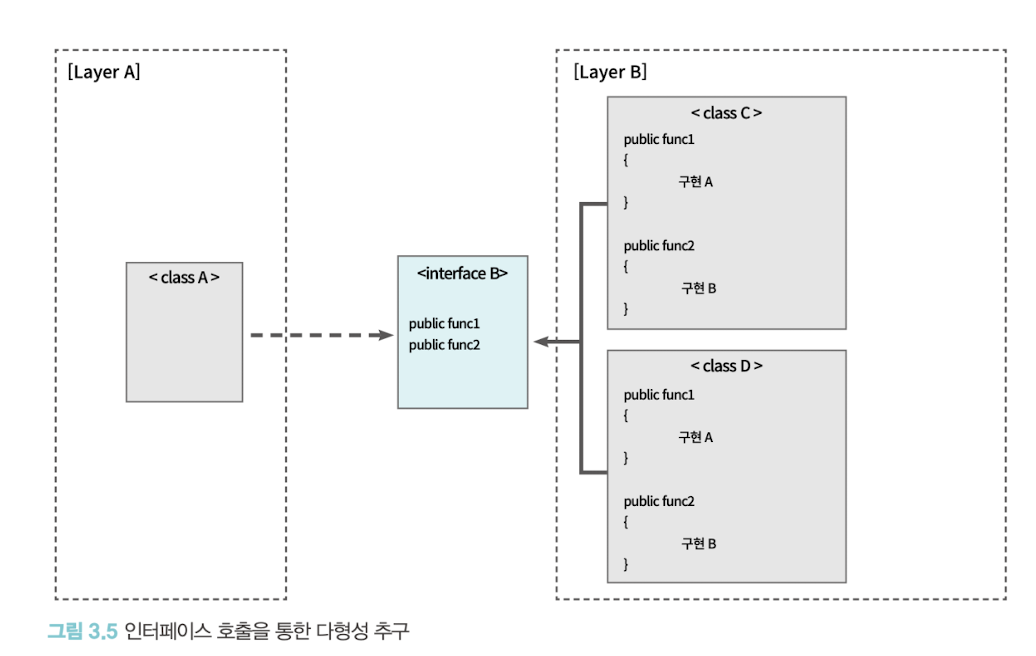 [Layer A]
< class A >
<interface B>
public func1
public func2
[Layer B]
< class C >
public func1
{
구현 A
}
public func2
{
구현 B
}
< class D >
public func1
{
구현 A
}
public func2
{
구현 B
}
그림 3.5 인터페이스 호출을 통한 다형성 추구